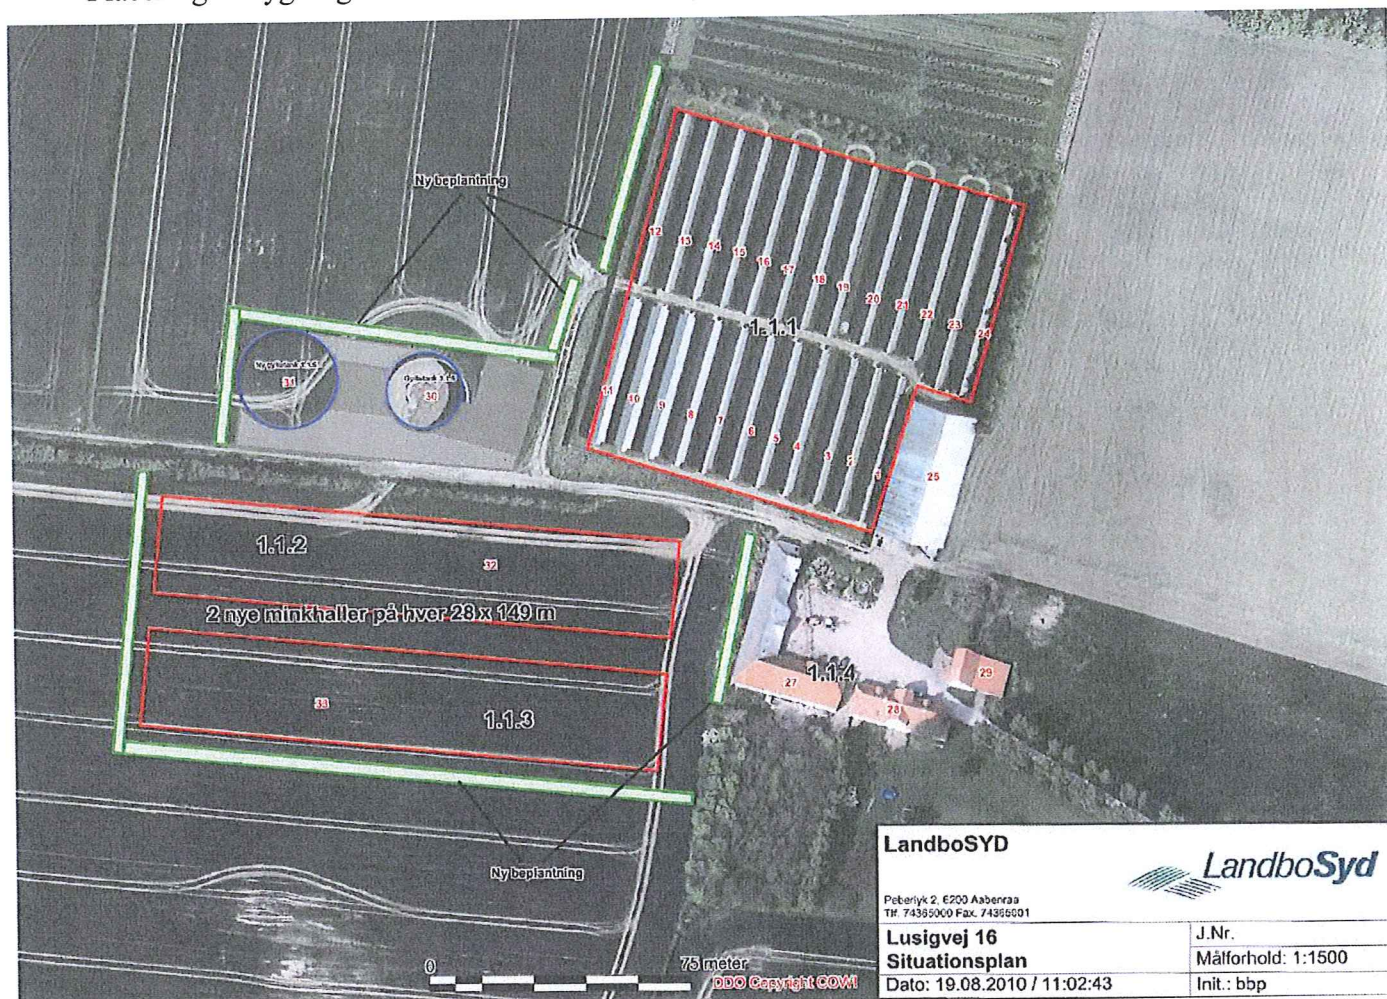 Ny beplantning
12
13
14
15
16
17
18
19
20
21
22
23
24
1.1.1
11
10
9
8
7
6
5
4
3
2
1
25
31
30
1.1.2
32
2 nye minkhaller på hver 28 x 149 m
33
1.1.3
1.1.4
27
28
29
Ny beplantning
0
75 meter
DDO Copyright COWI
LandboSYD
LandboSyd
Peberlyk 2, 6200 Aabenraa
Tlf. 74365000 Fax. 74365001
Lusigvej 16
Situationsplan
J.Nr.
Målforhold: 1:1500
Dato: 19.08.2010 / 11:02:43
Init.: bbp